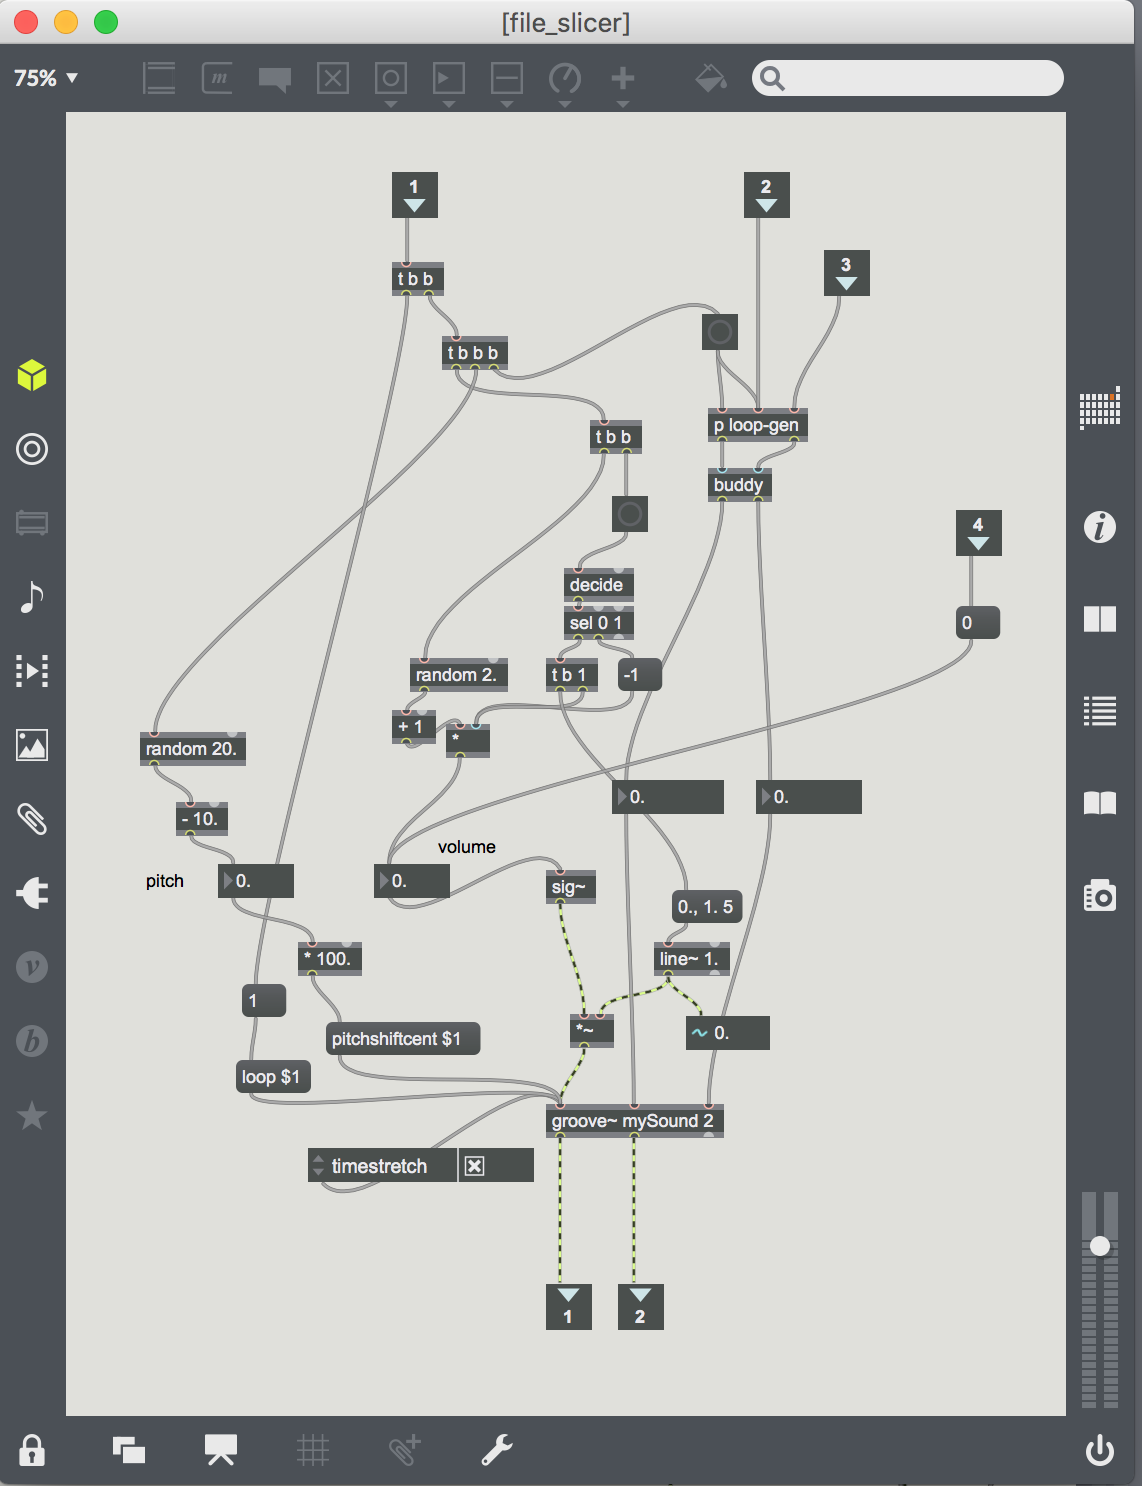 [file_slicer]
75%
m
1
2
3
t b b
t b b b
t b b
p loop-gen
buddy
4
decide
0
sel 0 1
random 2.
t b 1
-1
+ 1
*
random 20.
- 10.
0.
0.
volume
pitch
0.
0.
sig~
0., 1. 5
* 100.
line~ 1.
1
pitchshiftcent $1
*~
~ 0.
loop $1
groove~ mySound 2
timestretch
1
2
i
v
b